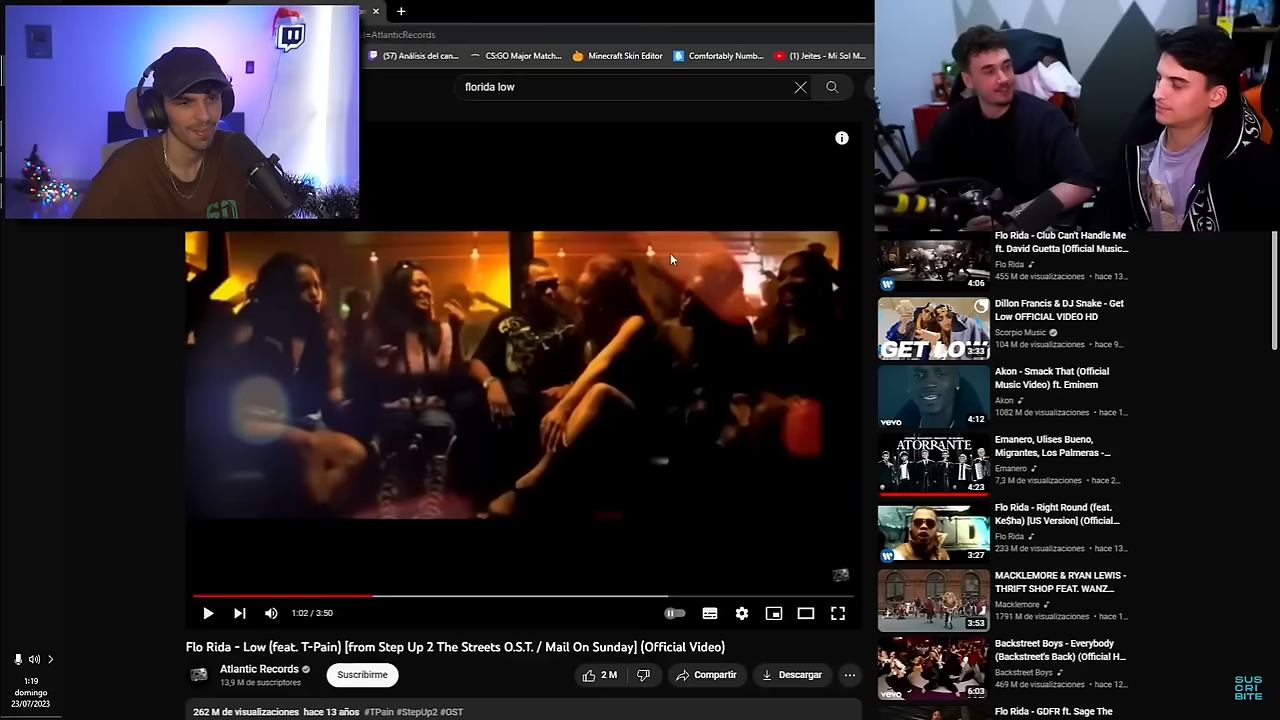 =AtlanticRecords
(57) Análisis del can...
CS:GO Major Match...
Minecraft Skin Editor
Comfortably Numb...
(1) Jeites - Mi Sol M...
florida low
Flo Rida - Club Can't Handle Me
ft. David Guetta [Official Music...
Flo Rida
455 M de visualizaciones • hace 13...
4:06
Dillon Francis & DJ Snake - Get
Low OFFICIAL VIDEO HD
Scorpio Music
104 M de visualizaciones • hace 9...
GET LOW
3:33
Akon - Smack That (Official
Music Video) ft. Eminem
Akon
1082 M de visualizaciones • hace 1...
vevo
4:12
Emanero, Ulises Bueno,
Migrantes, Los Palmeras -...
Emanero
7,3 M de visualizaciones • hace 2...
ATORRANTE
4:23
Flo Rida - Right Round (feat.
Ke$ha) [US Version] (Official...
Flo Rida
233 M de visualizaciones • hace 13...
3:27
MACKLEMORE & RYAN LEWIS -
THRIFT SHOP FEAT. WANZ...
Macklemore
1791 M de visualizaciones • hace 1...
3:53
Backstreet Boys - Everybody
(Backstreet's Back) (Official H...
Backstreet Boys
469 M de visualizaciones • hace 12...
vevo
6:03
Flo Rida - GDFR ft. Sage The
1:02 / 3:50
Flo Rida - Low (feat. T-Pain) [from Step Up 2 The Streets O.S.T. / Mail On Sunday] (Official Video)
Atlantic Records
13,9 M de suscriptores
Suscribirme
2 M
Compartir
Descargar
262 M de visualizaciones hace 13 años #TPain #StepUp2 #OST
1:19
domingo
23/07/2023
SUS
CRI
BITE